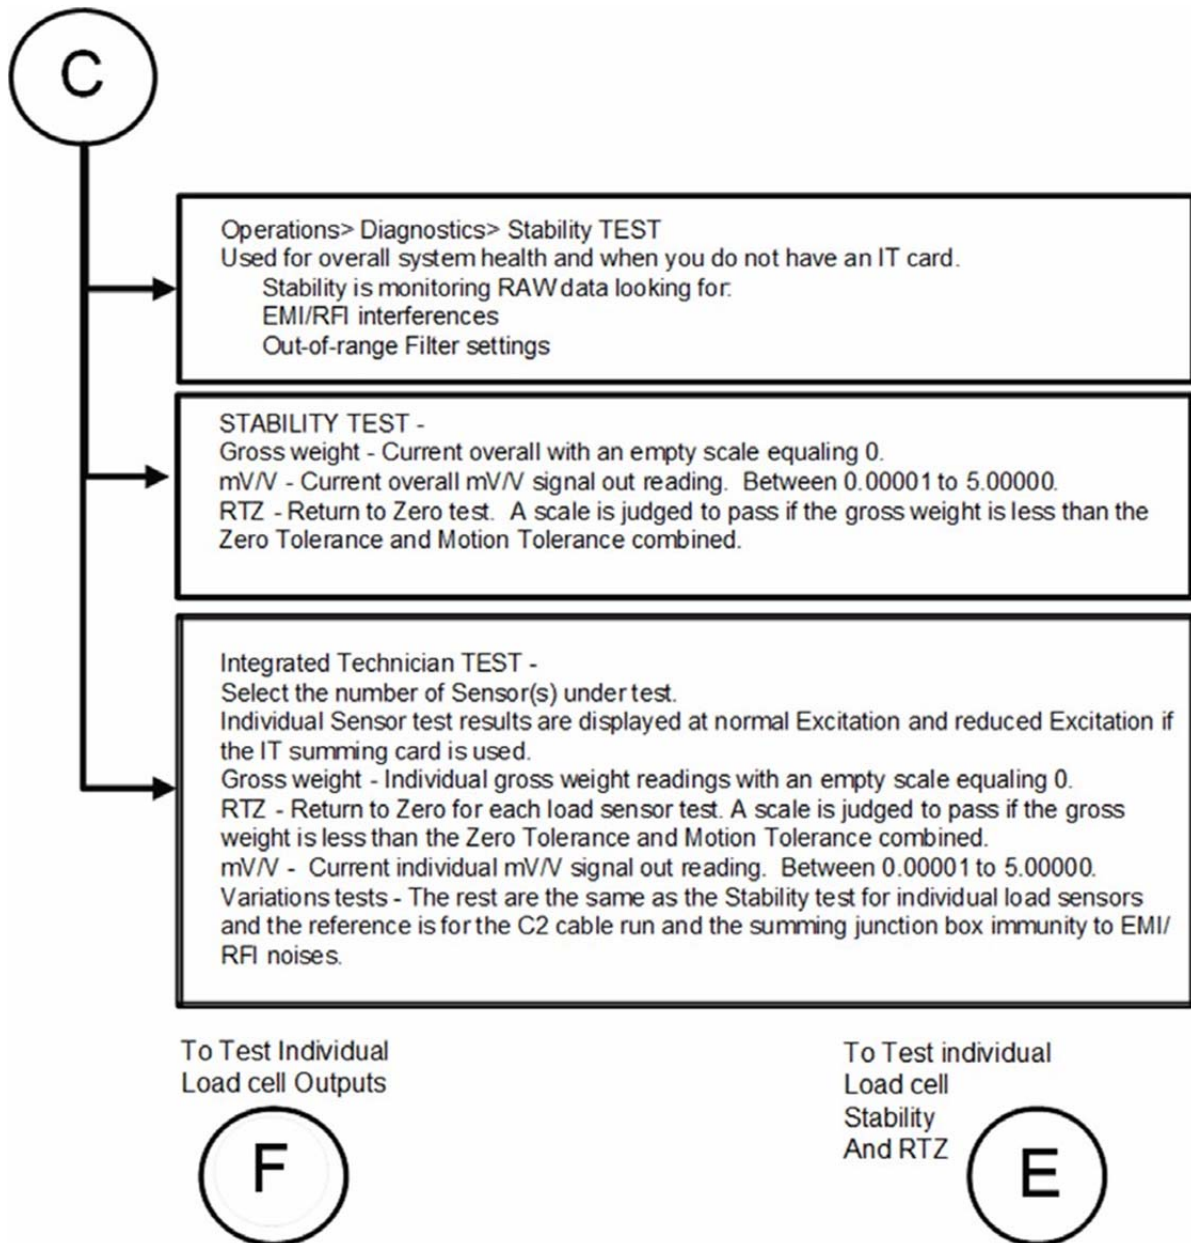 C
Operations> Diagnostics> Stability TEST
Used for overall system health and when you do not have an IT card.
Stability is monitoring RAW data looking for:
EMI/RFI interferences
Out-of-range Filter settings
STABILITY TEST -
Gross weight - Current overall with an empty scale equaling 0.
mV/V - Current overall mV/V signal out reading. Between 0.00001 to 5.00000.
RTZ - Return to Zero test. A scale is judged to pass if the gross weight is less than the
Zero Tolerance and Motion Tolerance combined.
Integrated Technician TEST -
Select the number of Sensor(s) under test.
Individual Sensor test results are displayed at normal Excitation and reduced Excitation if
the IT summing card is used.
Gross weight - Individual gross weight readings with an empty scale equaling 0.
RTZ - Return to Zero for each load sensor test. A scale is judged to pass if the gross
weight is less than the Zero Tolerance and Motion Tolerance combined.
mV/V - Current individual mV/V signal out reading. Between 0.00001 to 5.00000.
Variations tests - The rest are the same as the Stability test for individual load sensors
and the reference is for the C2 cable run and the summing junction box immunity to EMI/
RFI noises.
To Test Individual
Load cell Outputs
F
To Test individual
Load cell
Stability
And RTZ
E